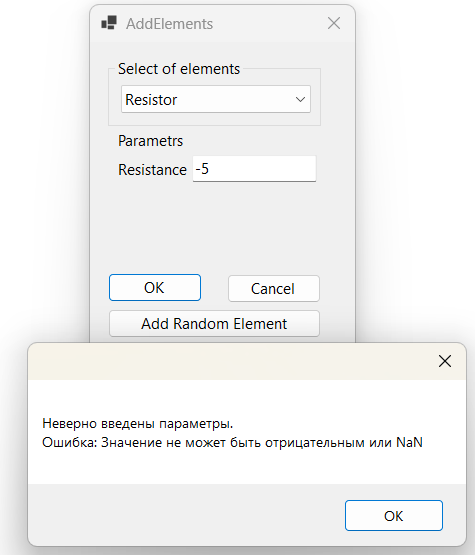 AddElements
Select of elements
Resistor
Parametrs
Resistance -5
OK Cancel
Add Random Element
Неверно введены параметры.
Ошибка: Значение не может быть отрицательным или NaN
OK